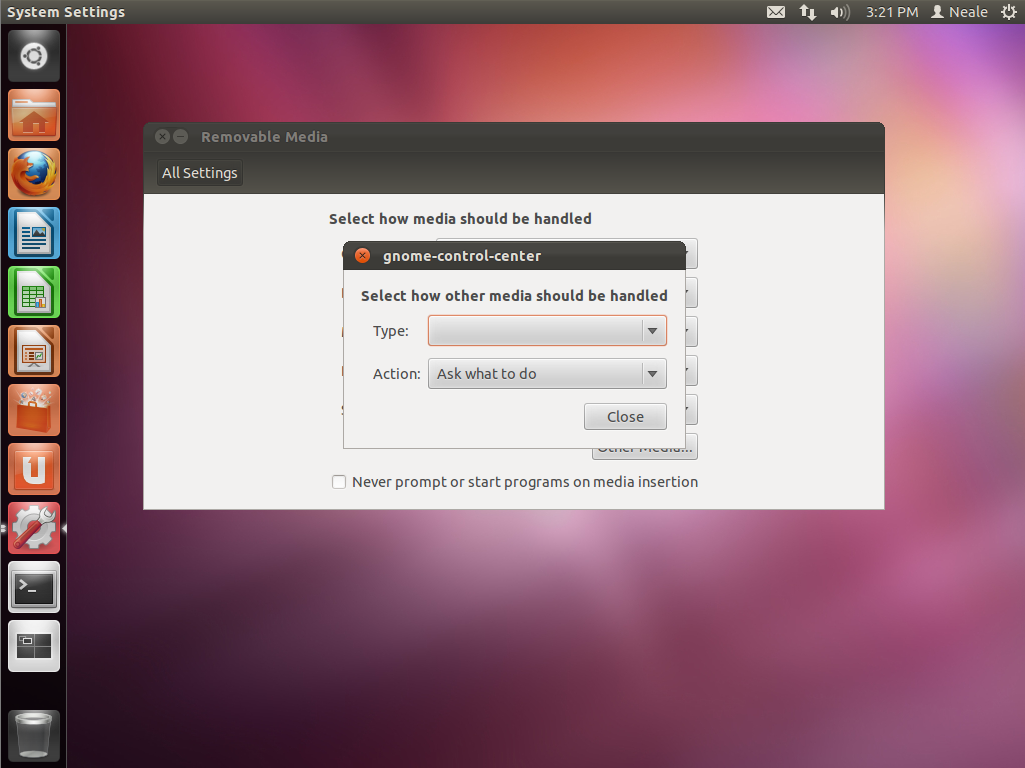 System Settings
3:21 PM Neale
Removable Media
All Settings
Select how media should be handled
gnome-control-center
Select how other media should be handled
Type:
Action: Ask what to do
Close
Other Media...
Never prompt or start programs on media insertion